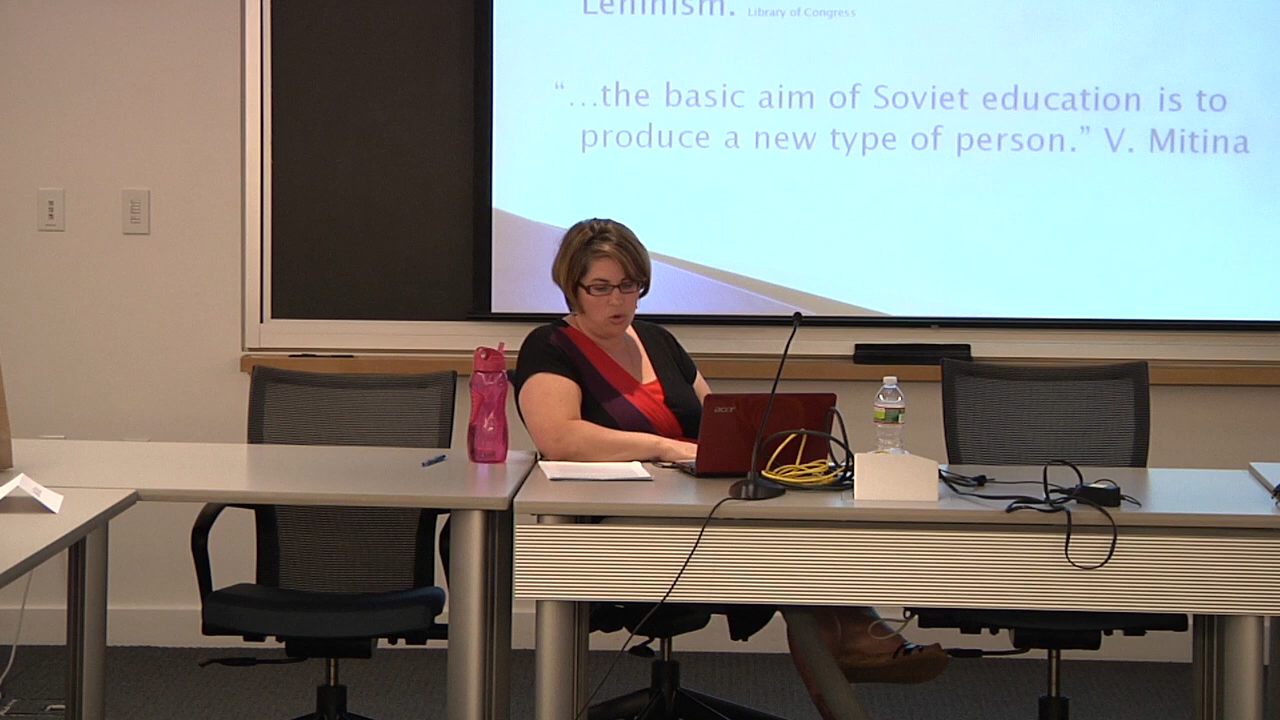 Leninism. Library of Congress
“…the basic aim of Soviet education is to
produce a new type of person.” V. Mitina
acer